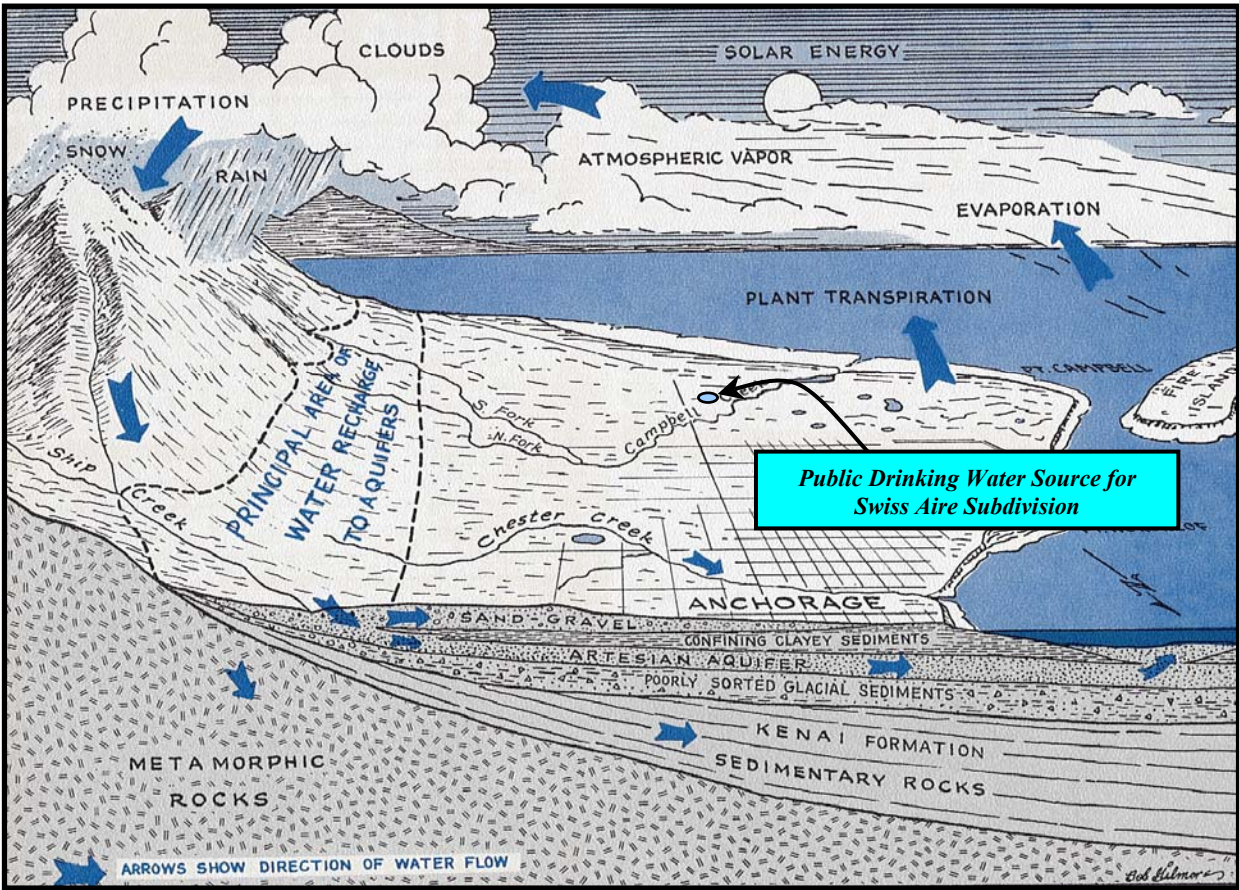 CLOUDS
SOLAR ENERGY
PRECIPITATION
SNOW
RAIN
ATMOSPHERIC VAPOR
EVAPORATION
PLANT TRANSPIRATION
PT. CAMPBELL
FIRE
ISLAND
PRINCIPAL AREA OF
WATER RECHARGE
TO AQUIFERS
S. Fork
N. Fork
Campbell
Ship
Creek
Chester Creek
Public Drinking Water Source for
Swiss Aire Subdivision
OF
N
ANCHORAGE
SAND-GRAVEL
CONFINING CLAYEY SEDIMENTS
ARTESIAN AQUIFER
POORLY SORTED GLACIAL SEDIMENTS
KENAI FORMATION
SEDIMENTARY ROCKS
METAMORPHIC
ROCKS
ARROWS SHOW DIRECTION OF WATER FLOW
Bob Gilmore